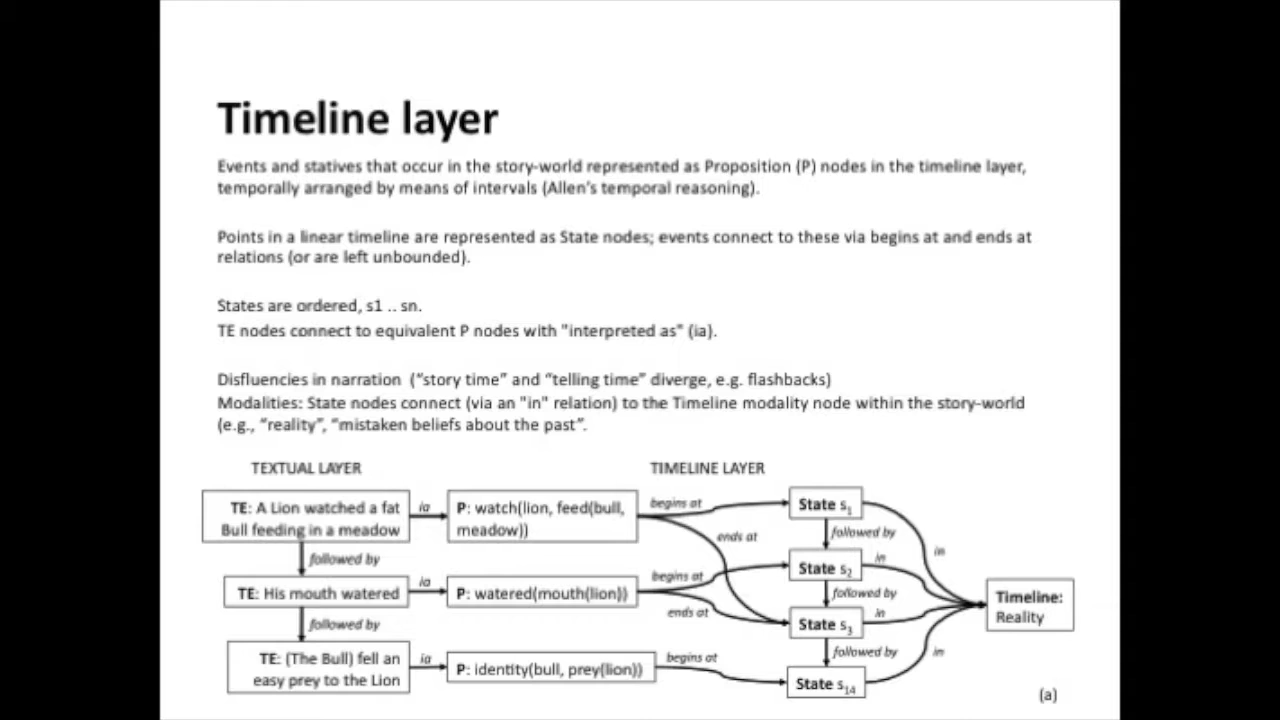 Timeline layer
Events and statives that occur in the story-world represented as Proposition (P) nodes in the timeline layer,
temporally arranged by means of intervals (Allen’s temporal reasoning).
Points in a linear timeline are represented as State nodes; events connect to these via begins at and ends at
relations (or are left unbounded).
States are ordered, s1 .. sn.
TE nodes connect to equivalent P nodes with "interpreted as" (ia).
Disfluencies in narration (“story time” and “telling time” diverge, e.g. flashbacks)
Modalities: State nodes connect (via an "in" relation) to the Timeline modality node within the story-world
(e.g., “reality”, “mistaken beliefs about the past”.
TEXTUAL LAYER
TIMELINE LAYER
TE: A Lion watched a fat
Bull feeding in a meadow
ia
P: watch(lion, feed(bull,
meadow))
begins at
ends at
State s1
followed by
in
followed by
TE: His mouth watered
ia
P: watered(mouth(lion))
begins at
ends at
State s2
in
followed by
State s3
in
Timeline:
Reality
followed by
followed by
TE: (The Bull) fell an
easy prey to the Lion
ia
P: identity(bull, prey(lion))
begins at
State s14
in
(a)